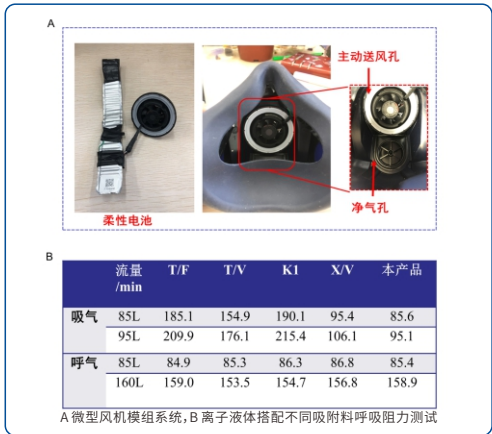 A
主动送风孔
柔性电池
净气孔
B
流量/min T/F T/V K1 X/V 本产品
吸气 85L 185.1 154.9 190.1 95.4 85.6
95L 209.9 176.1 215.4 106.1 95.1
呼气 85L 84.9 85.3 86.3 86.8 85.4
160L 159.0 153.5 154.7 156.8 158.9
A 微型风机模组系统，B 离子液体搭配不同吸附料呼吸阻力测试